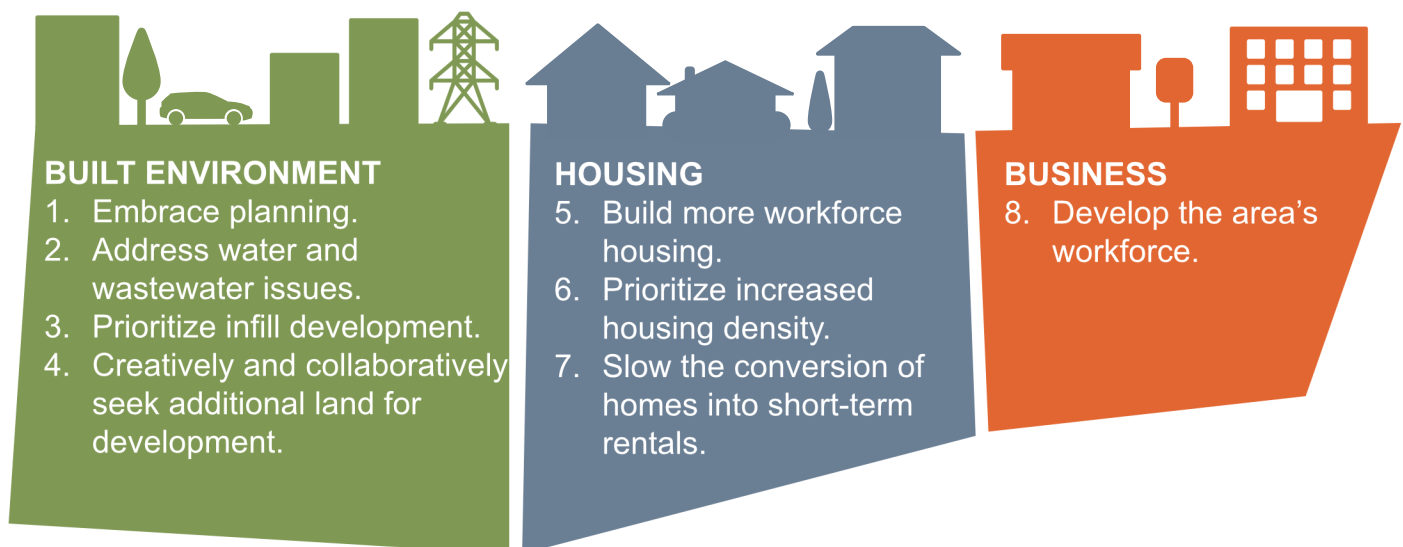 BUILT ENVIRONMENT
1. Embrace planning.
2. Address water and
wastewater issues.
3. Prioritize infill development.
4. Creatively and collaboratively
seek additional land for
development.
HOUSING
5. Build more workforce
housing.
6. Prioritize increased
housing density.
7. Slow the conversion of
homes into short-term
rentals.
BUSINESS
8. Develop the area’s
workforce.